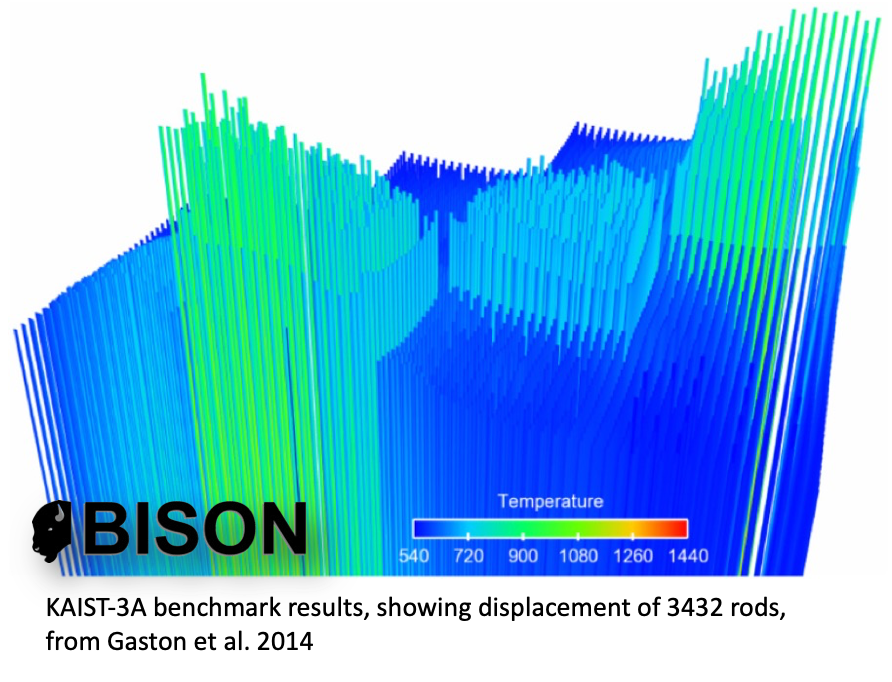 BISON
Temperature
540 720 900 1080 1260 1440
KAIST-3A benchmark results, showing displacement of 3432 rods,
from Gaston et al. 2014